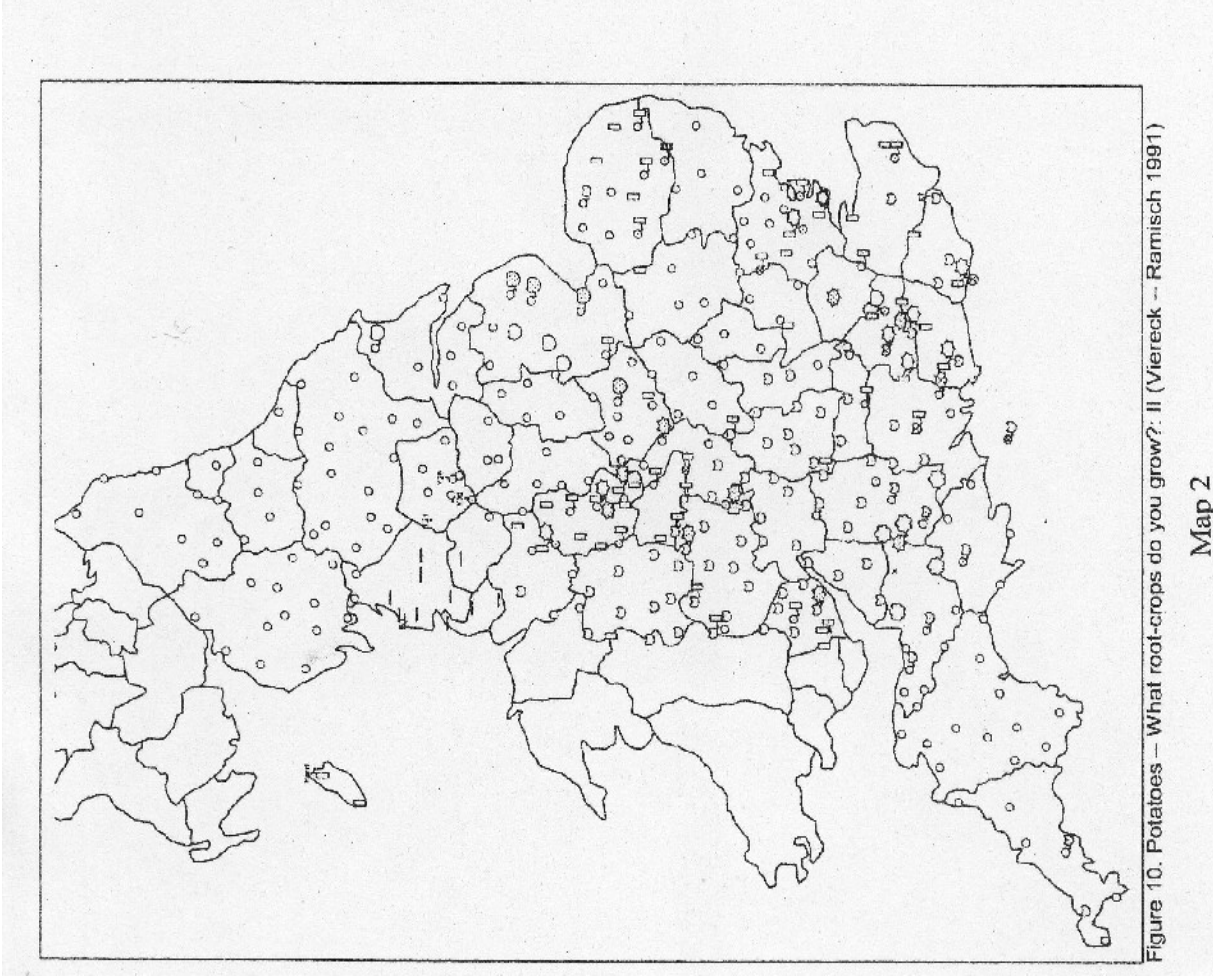 Figure 10. Potatoes – What root-crops do you grow?: II (Viereck – Ramisch 1991)
Map 2